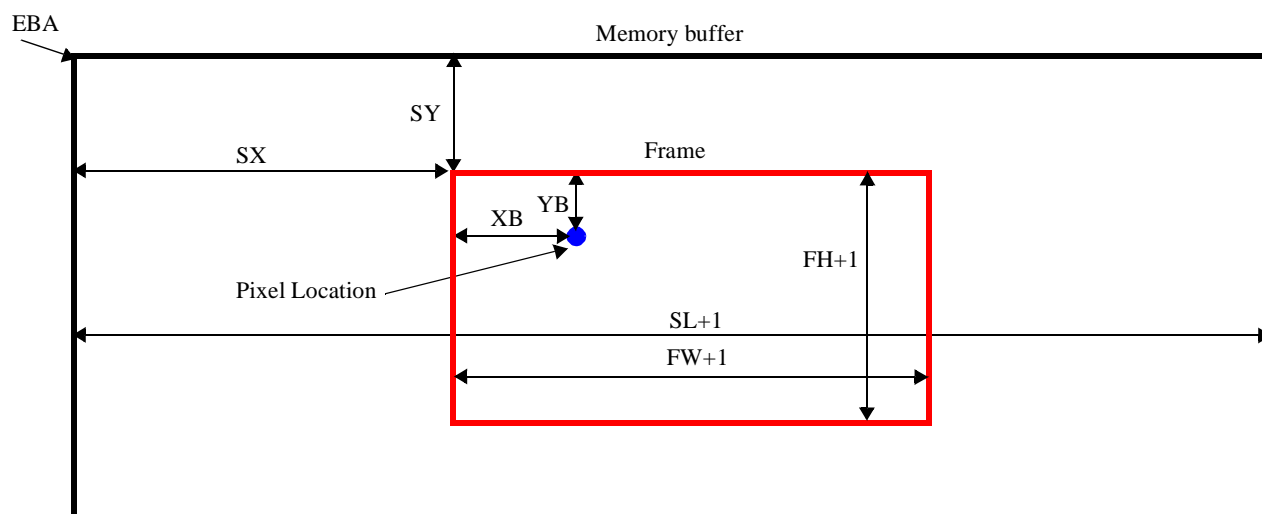 EBA
Memory buffer
SY
SX
Frame
YB
XB
FH+1
Pixel Location
SL+1
FW+1